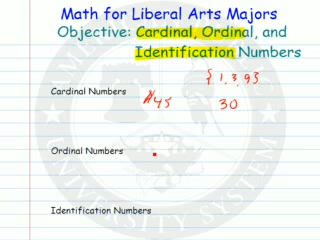 Math for Liberal Arts Majors
Objective: Cardinal, Ordinal, and
Identification Numbers
{1, 3, 9}
Cardinal Numbers
45
30
Ordinal Numbers
Identification Numbers